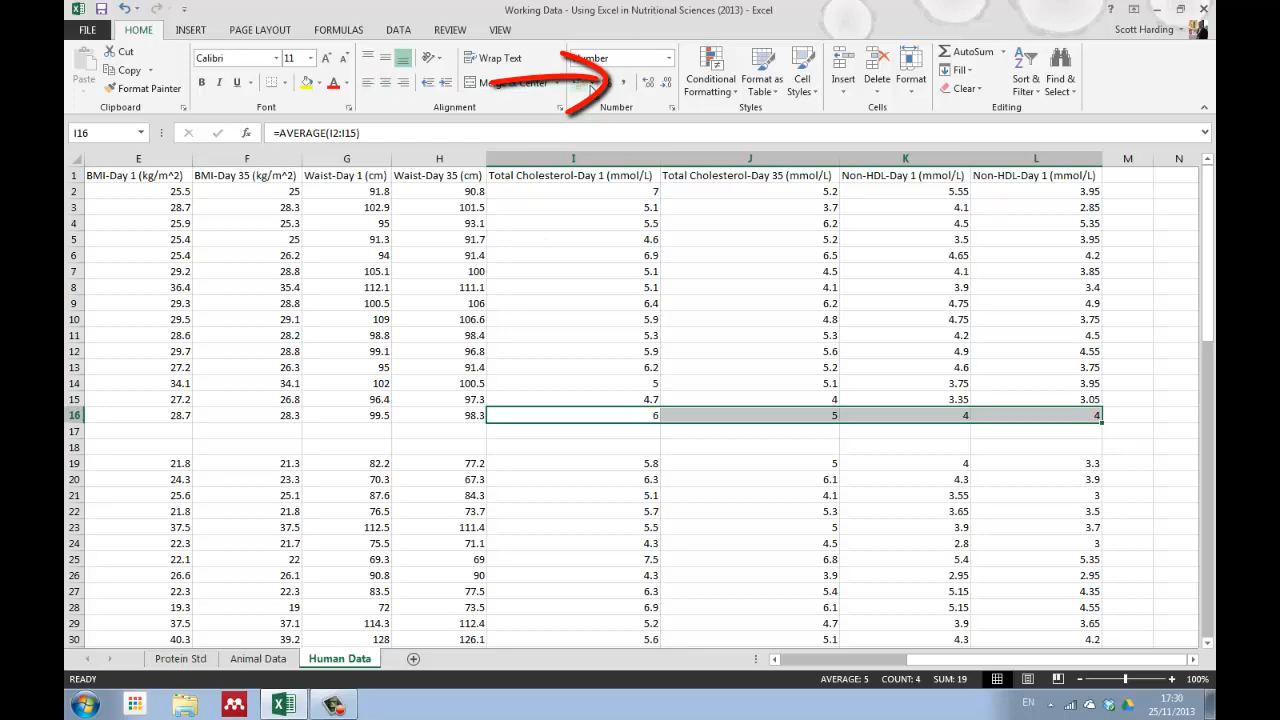 Working Data - Using Excel in Nutritional Sciences (2013) - Excel
FILE HOME INSERT PAGE LAYOUT FORMULAS DATA REVIEW VIEW Scott Harding
Cut
Copy
Format Painter
Paste
Clipboard
Calibri 11
B I U
Font
Wrap Text
Merge & Center
Alignment
Number
Number
Conditional Formatting
Format as Table
Cell Styles
Styles
Insert Delete Format
Cells
AutoSum
Fill
Clear
Sort & Filter
Find & Select
Editing
I16 fx =AVERAGE(I2:I15)
E F G H I J K L M N
1 BMI-Day 1 (kg/m^2) BMI-Day 35 (kg/m^2) Waist-Day 1 (cm) Waist-Day 35 (cm) Total Cholesterol-Day 1 (mmol/L) Total Cholesterol-Day 35 (mmol/L) Non-HDL-Day 1 (mmol/L) Non-HDL-Day 1 (mmol/L)
2 25.5 25 91.8 90.8 7 5.2 5.55 3.95
3 28.7 28.3 102.9 101.5 5.1 3.7 4.1 2.85
4 25.9 25.3 95 93.1 5.5 6.2 4.5 5.35
5 25.4 25 91.3 91.7 4.6 5.2 3.5 3.95
6 25.4 26.2 94 91.4 6.9 6.5 4.65 4.2
7 29.2 28.8 105.1 100 5.1 4.5 4.1 3.85
8 36.4 35.4 112.1 111.1 5.1 4.1 3.9 3.4
9 29.3 28.8 100.5 106 6.4 6.2 4.75 4.9
10 29.5 29.1 109 106.6 5.9 4.8 4.75 3.75
11 28.6 28.2 98.8 98.4 5.3 5.3 4.2 4.5
12 29.7 28.8 99.1 96.8 5.9 5.6 4.9 4.55
13 27.2 26.3 95 91.4 6.2 5.2 4.6 3.75
14 34.1 34.1 102 100.5 5 5.1 3.75 3.95
15 27.2 26.8 96.4 97.3 4.7 4 3.35 3.05
16 28.7 28.3 99.5 98.3 6 5 4 4
17
18
19 21.8 21.3 82.2 77.2 5.8 5 4 3.3
20 24.3 23.3 70.3 67.3 6.3 6.1 4.3 3.9
21 25.6 25.1 87.6 84.3 5.1 4.1 3.55 3
22 21.8 21.8 76.5 73.7 5.7 5.3 3.65 3.5
23 37.5 37.5 112.5 111.4 5.5 5 3.9 3.7
24 22.3 21.7 75.5 71.1 4.3 4.5 2.8 3
25 22.1 22 69.3 69 7.5 6.8 5.4 5.35
26 26.6 26.1 90.8 90 4.3 3.9 2.95 2.95
27 22.3 22.3 83.5 77.5 6.3 5.4 5.15 4.35
28 19.3 19 72 73.5 6.9 6.1 5.15 4.55
29 37.5 37.1 114.3 112.4 5.2 4.7 3.9 3.65
30 40.3 39.2 128 126.1 5.6 5.1 4.3 4.2
Protein Std Animal Data Human Data
READY AVERAGE: 5 COUNT: 4 SUM: 19 100%
EN 17:30
25/11/2013